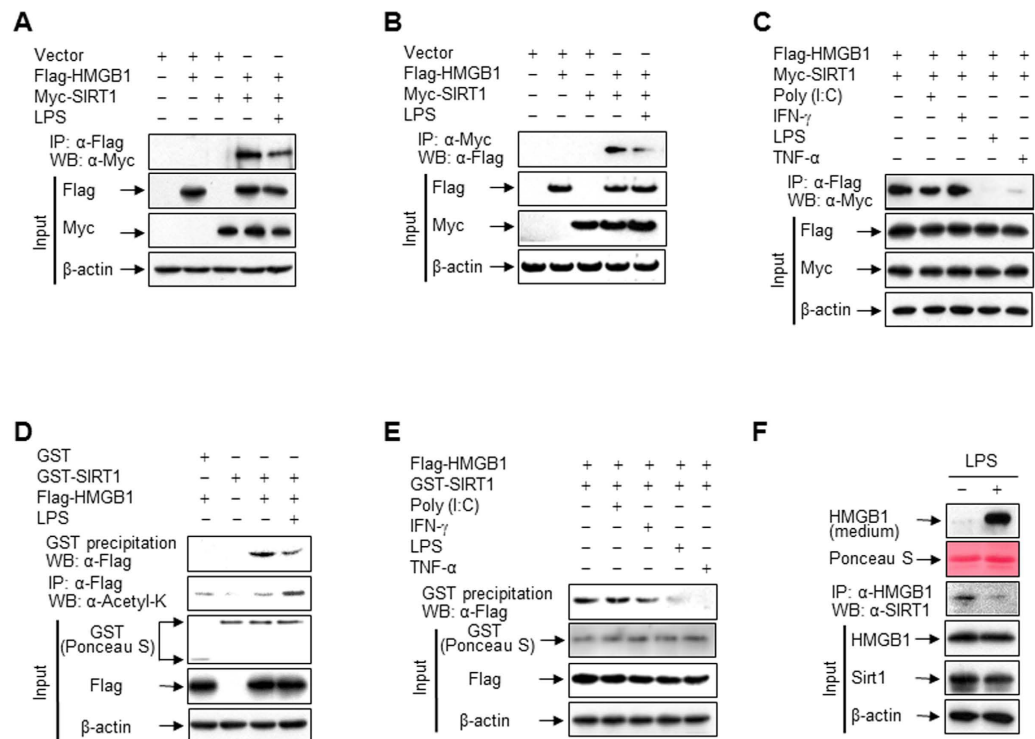 A
Vector + + + – –
Flag-HMGB1 – + – + +
Myc-SIRT1 – – + + +
LPS – – – – +
IP: α-Flag
WB: α-Myc
Input
Flag
Myc
β-actin
B
Vector + + + – –
Flag-HMGB1 – + – + +
Myc-SIRT1 – – + + +
LPS – – – – +
IP: α-Myc
WB: α-Flag
Input
Flag
Myc
β-actin
C
Flag-HMGB1 + + + + +
Myc-SIRT1 + + + + +
Poly (I:C) – + – – –
IFN-γ – – + – –
LPS – – – + –
TNF-α – – – – +
IP: α-Flag
WB: α-Myc
Input
Flag
Myc
β-actin
D
GST + – – –
GST-SIRT1 – + + +
Flag-HMGB1 + – + +
LPS – – – +
GST precipitation
WB: α-Flag
IP: α-Flag
WB: α-Acetyl-K
Input
GST
(Ponceau S)
Flag
β-actin
E
Flag-HMGB1 + + + + +
GST-SIRT1 + + + + +
Poly (I:C) – + – – –
IFN-γ – – + – –
LPS – – – + –
TNF-α – – – – +
GST precipitation
WB: α-Flag
Input
GST
(Ponceau S)
Flag
β-actin
F
LPS
– +
HMGB1
(medium)
Ponceau S
IP: α-HMGB1
WB: α-SIRT1
Input
HMGB1
Sirt1
β-actin